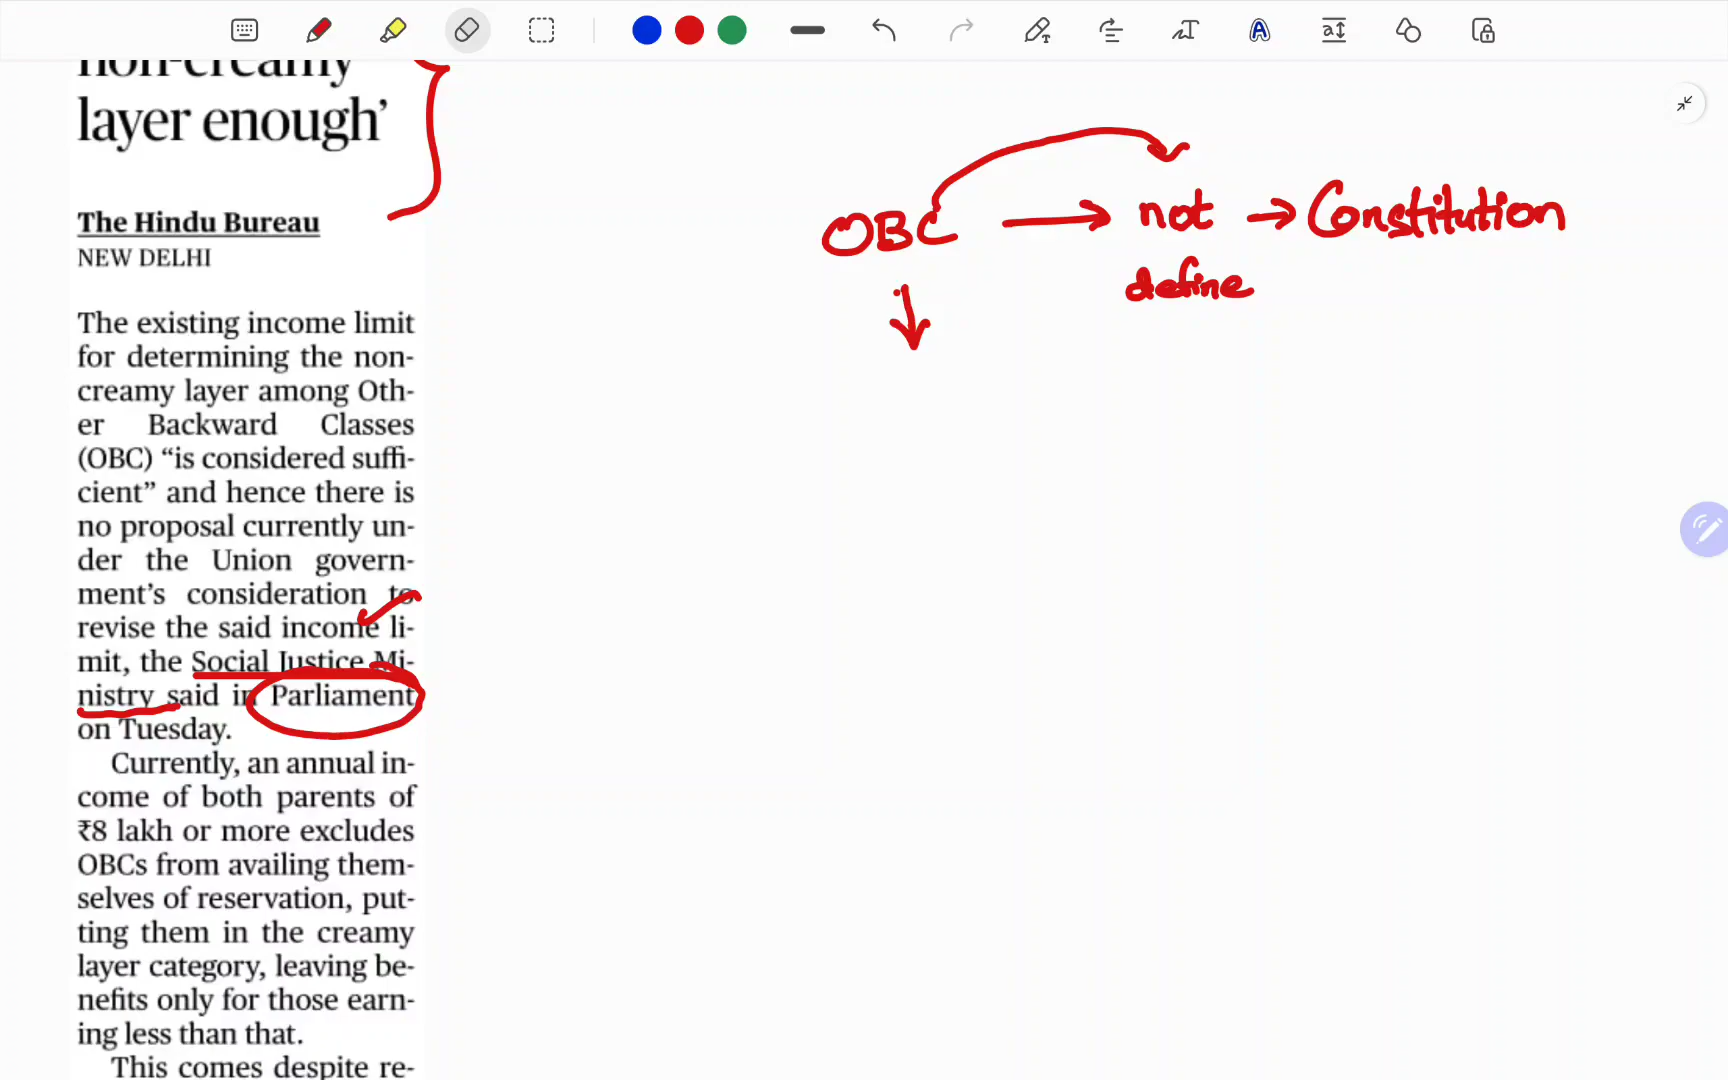 non-creamy
layer enough’
The Hindu Bureau
NEW DELHI
The existing income limit
for determining the non-
creamy layer among Oth-
er Backward Classes
(OBC) “is considered suffi-
cient” and hence there is
no proposal currently un-
der the Union govern-
ment’s consideration to
revise the said income li-
mit, the Social Justice Mi-
nistry said in Parliament
on Tuesday.
Currently, an annual in-
come of both parents of
₹8 lakh or more excludes
OBCs from availing them-
selves of reservation, put-
ting them in the creamy
layer category, leaving be-
nefits only for those earn-
ing less than that.
This comes despite re-
OBC → not → Constitution
define